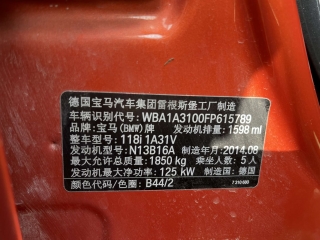 德国宝马汽车集团雷根斯堡工厂制造
车辆识别代号: WBA1A3100FP615789
品牌: 宝马(BMW)牌 发动机排量: 1598 ml
整车型号: 118i 1A31V
发动机型号: N13B16A 制造年月: 2014.08
最大允许总质量: 1850 kg 乘坐人数: 5 人
发动机最大净功率: 125 kW 制造国: 德国
颜色代码/色圈: B44/2